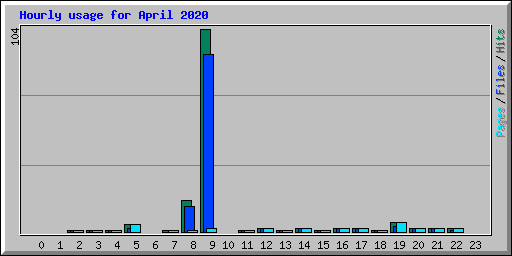 Hourly usage for April 2020
104
Pages/Files/Hits
0 1 2 3 4 5 6 7 8 9 10 11 12 13 14 15 16 17 18 19 20 21 22 23